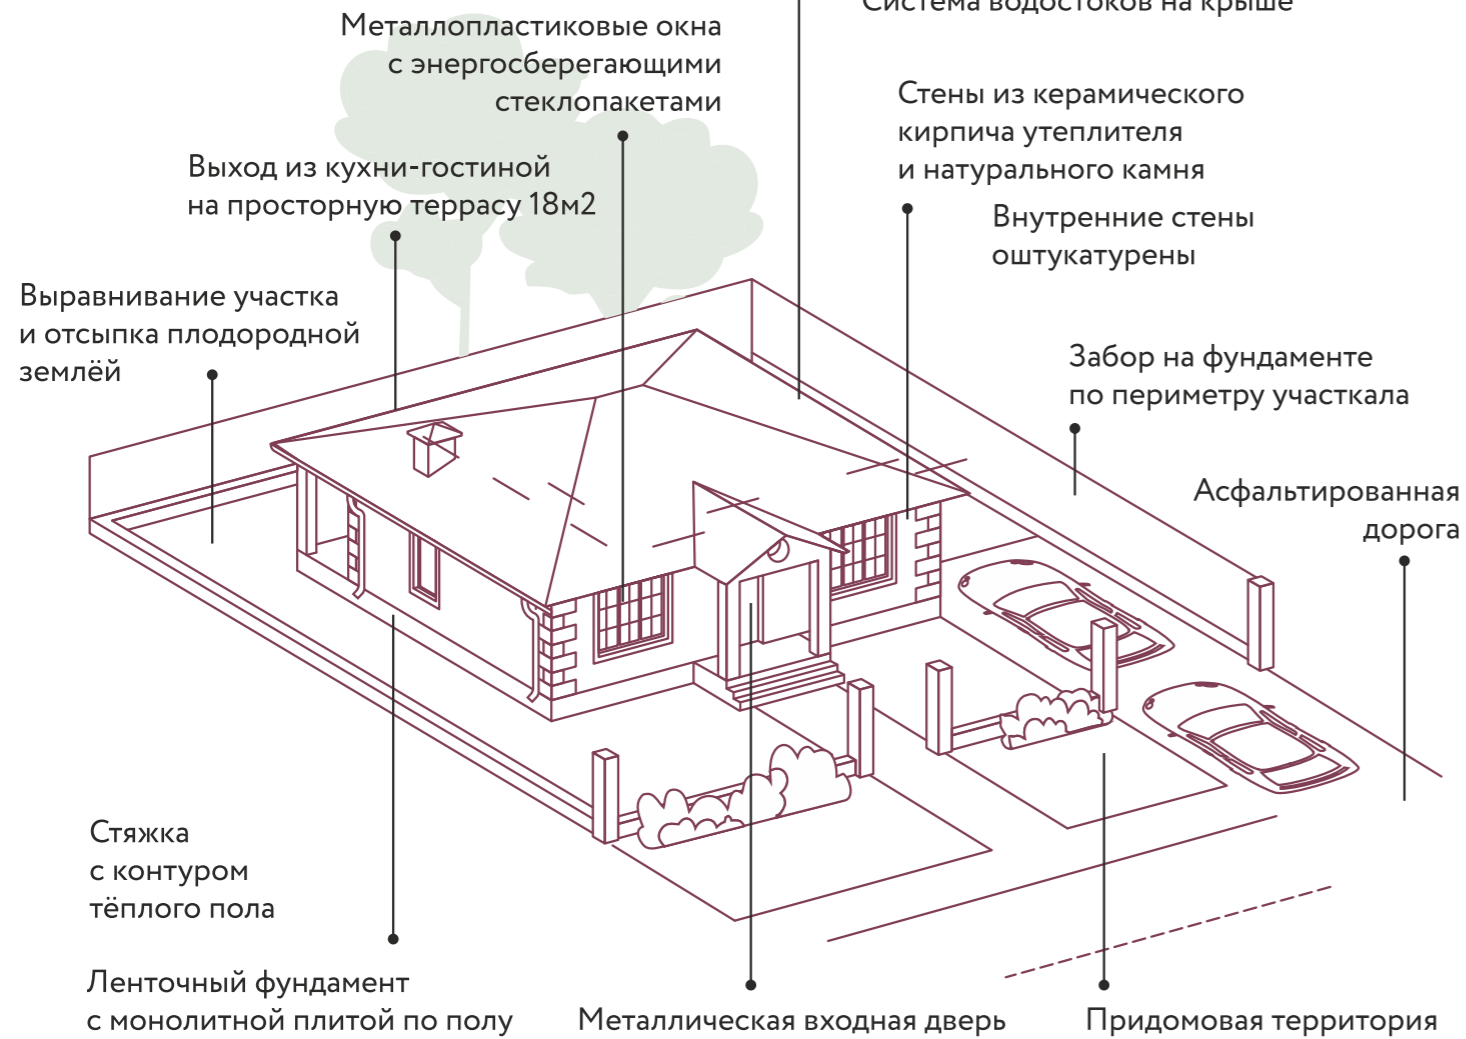 Система водостоков на крыше
Металлопластиковые окна
с энергосберегающими
стеклопакетами
Стены из керамического
кирпича утеплителя
и натурального камня
Выход из кухни-гостиной
на просторную террасу 18м2
Внутренние стены
оштукатурены
Выравнивание участка
и отсыпка плодородной
землёй
Забор на фундаменте
по периметру участкала
Асфальтированная
дорога
Стяжка
с контуром
тёплого пола
Ленточный фундамент
с монолитной плитой по полу
Металлическая входная дверь
Придомовая территория